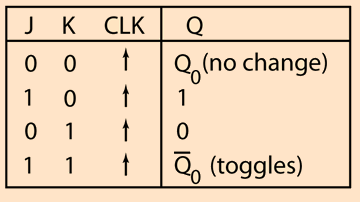 J K CLK Q
0 0 ↑ Q₀ (no change)
1 0 ↑ 1
0 1 ↑ 0
1 1 ↑ Q̅₀ (toggles)